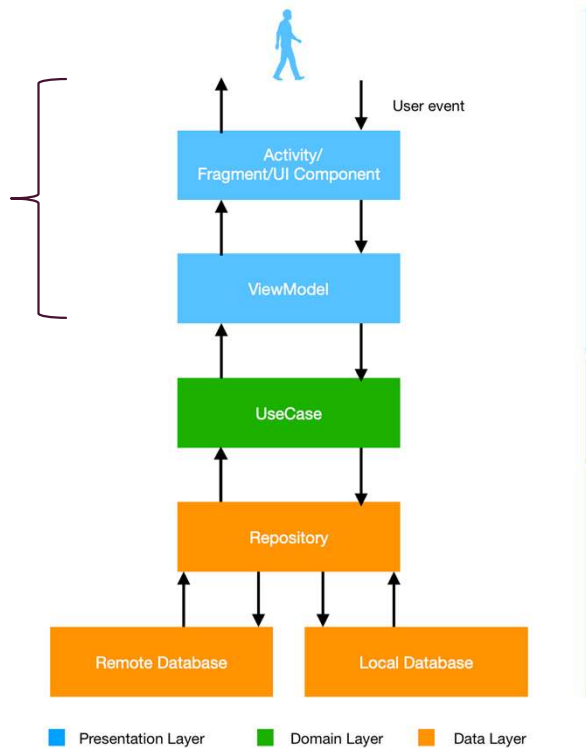 User event
Activity/
Fragment/UI Component
ViewModel
UseCase
Repository
Remote Database
Local Database
Presentation Layer
Domain Layer
Data Layer